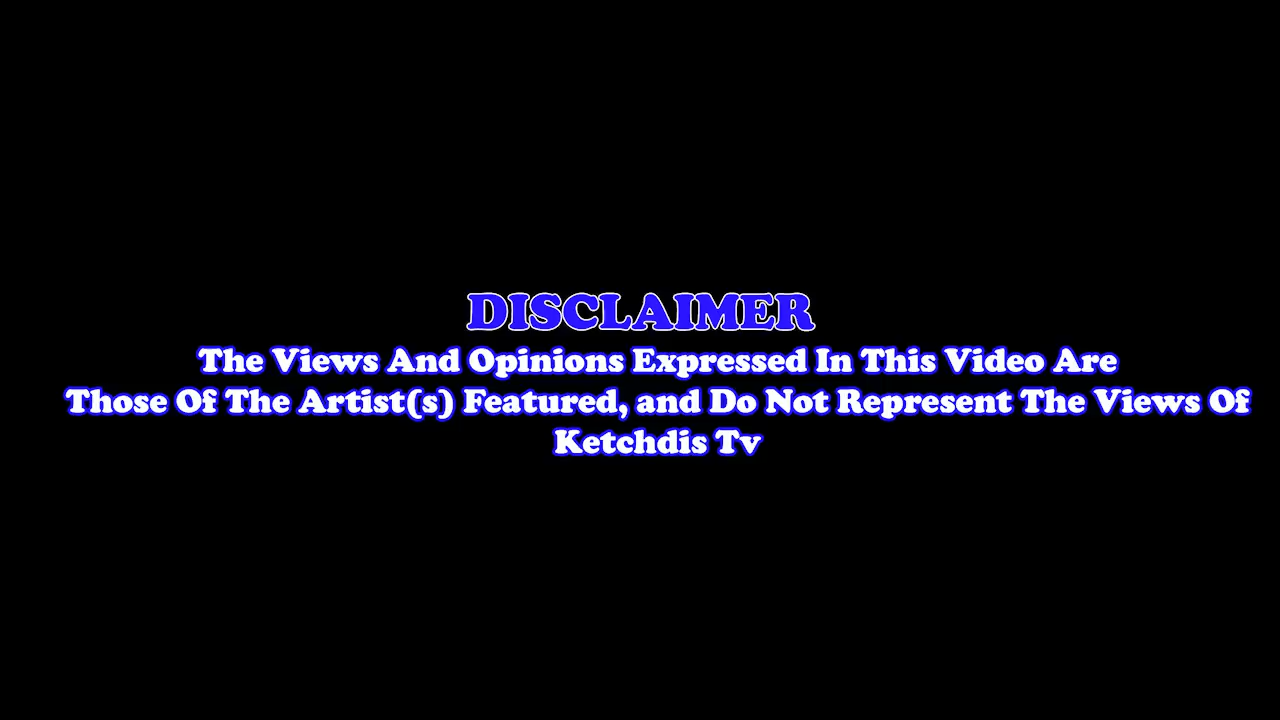 DISCLAIMER
The Views And Opinions Expressed In This Video Are
Those Of The Artist(s) Featured, and Do Not Represent The Views Of
Ketchdis Tv